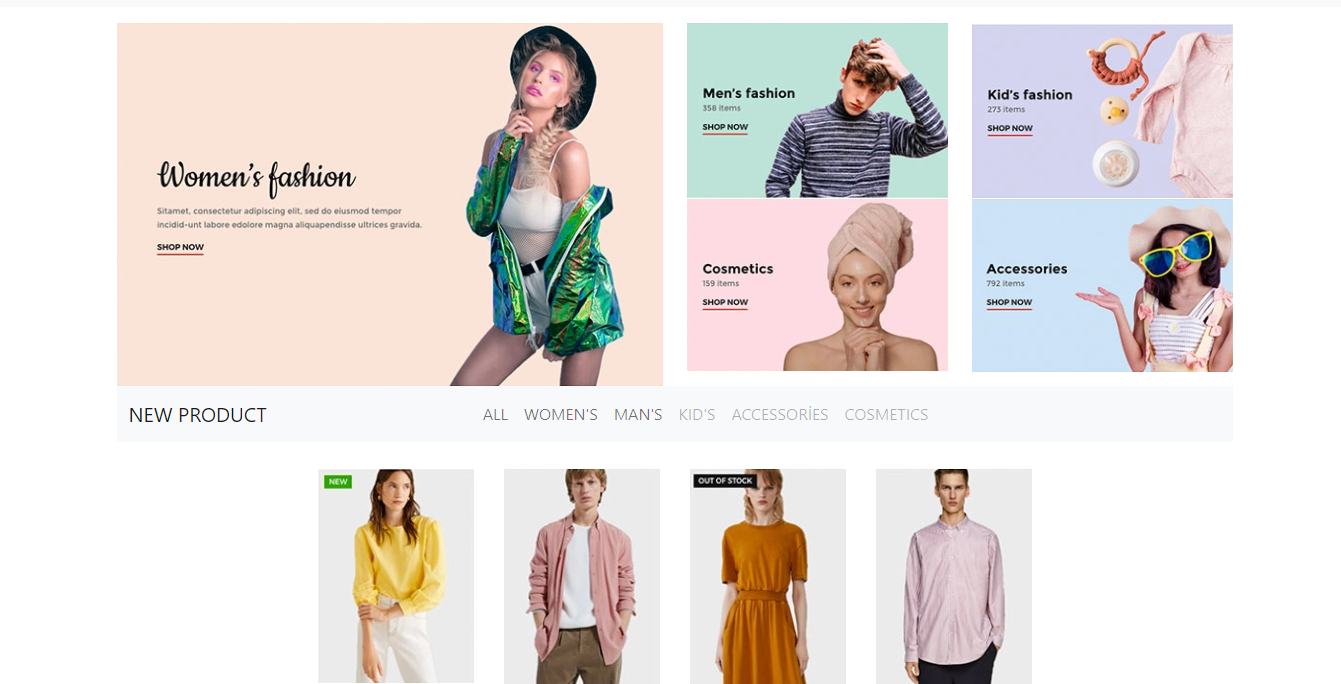 Women's fashion
Sitamet, consectetur adipiscing elit, sed do eiusmod tempor
incidid-unt labore edolore magna aliquapendisse ultrices gravida.
SHOP NOW
Men's fashion
358 items
SHOP NOW
Kid's fashion
273 items
SHOP NOW
Cosmetics
159 items
SHOP NOW
Accessories
792 items
SHOP NOW
NEW PRODUCT
ALL WOMEN'S MAN'S KID'S ACCESSORİES COSMETICS
NEW
OUT OF STOCK